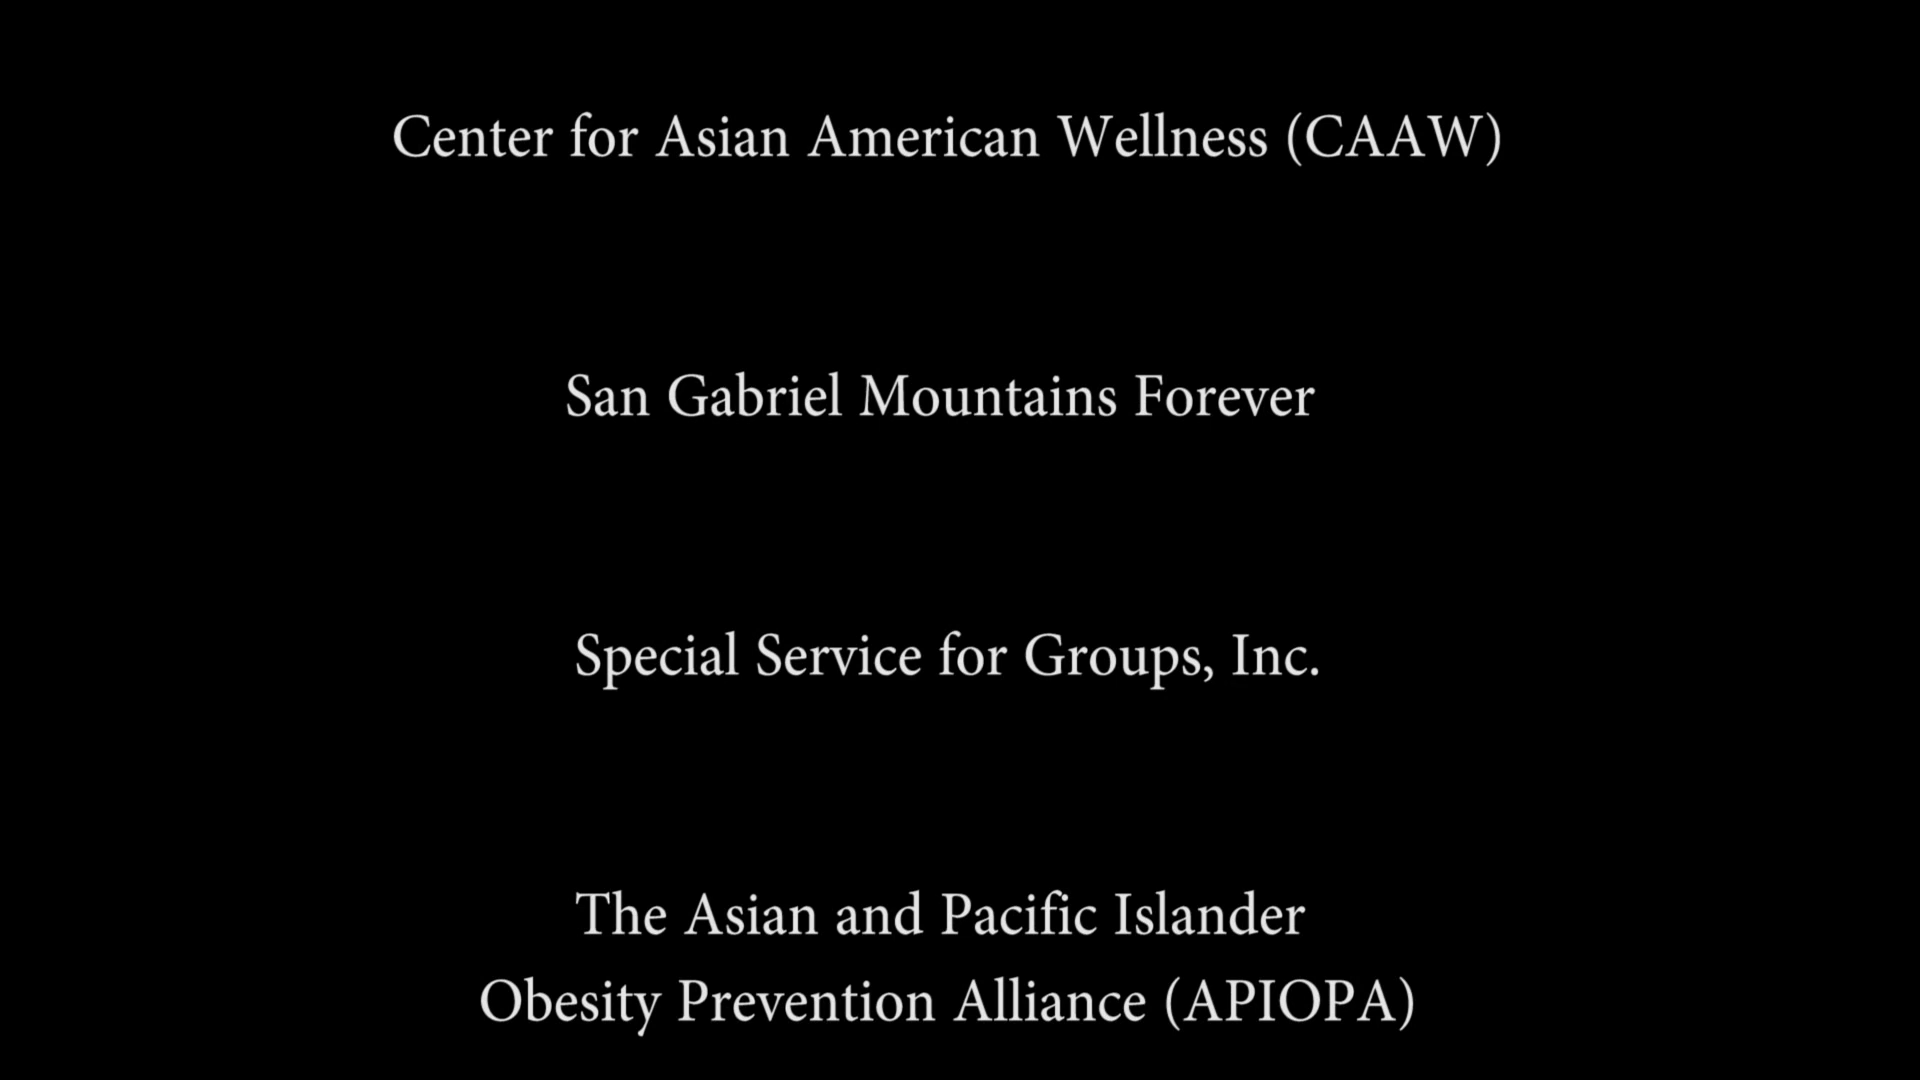 Center for Asian American Wellness (CAAW)
San Gabriel Mountains Forever
Special Service for Groups, Inc.
The Asian and Pacific Islander
Obesity Prevention Alliance (APIOPA)